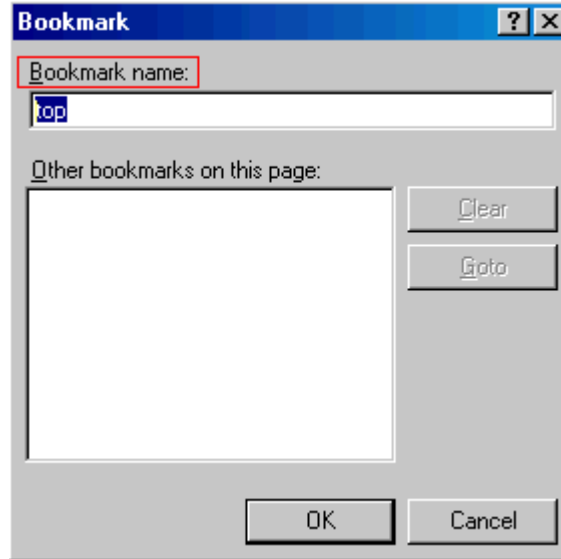 Bookmark
Bookmark name:
top
Other bookmarks on this page:
Clear
Goto
OK Cancel